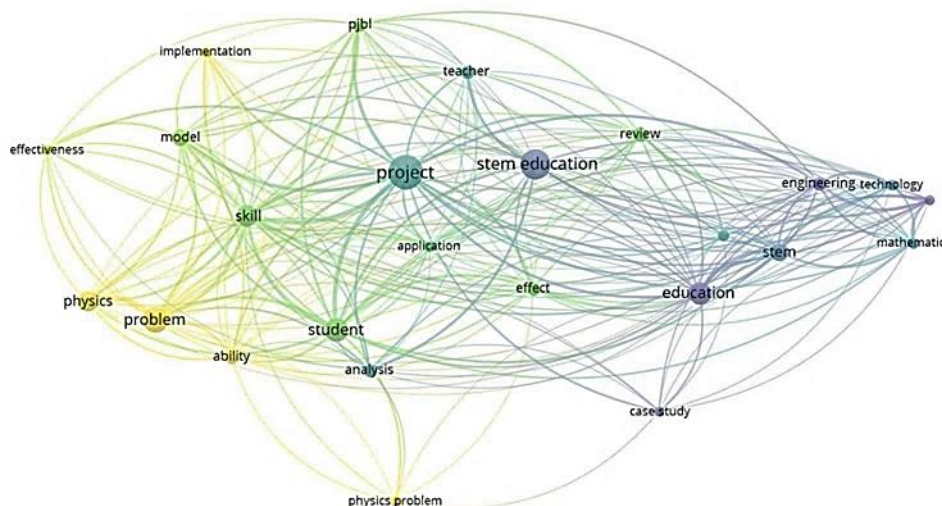 pjbl
implementation
teacher
model
review
effectiveness
project
stem education
engineering
technology
skill
application
stem
mathematic
physics
problem
effect
education
student
ability
analysis
case study
physics problem